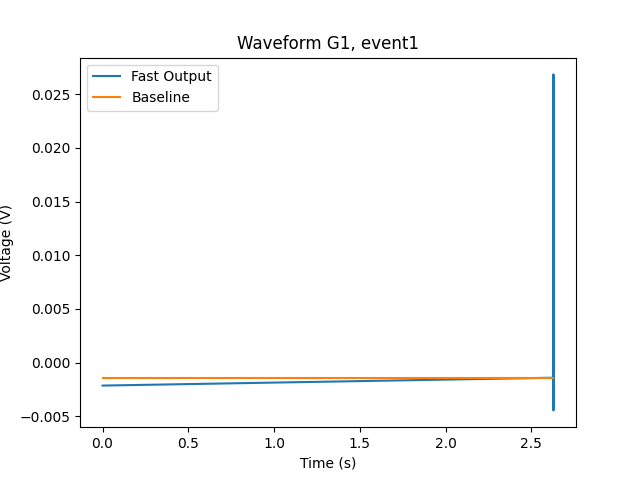 Waveform G1, event1
Fast Output
Baseline
0.025
0.020
0.015
0.010
0.005
0.000
−0.005
Voltage (V)
0.0 0.5 1.0 1.5 2.0 2.5
Time (s)